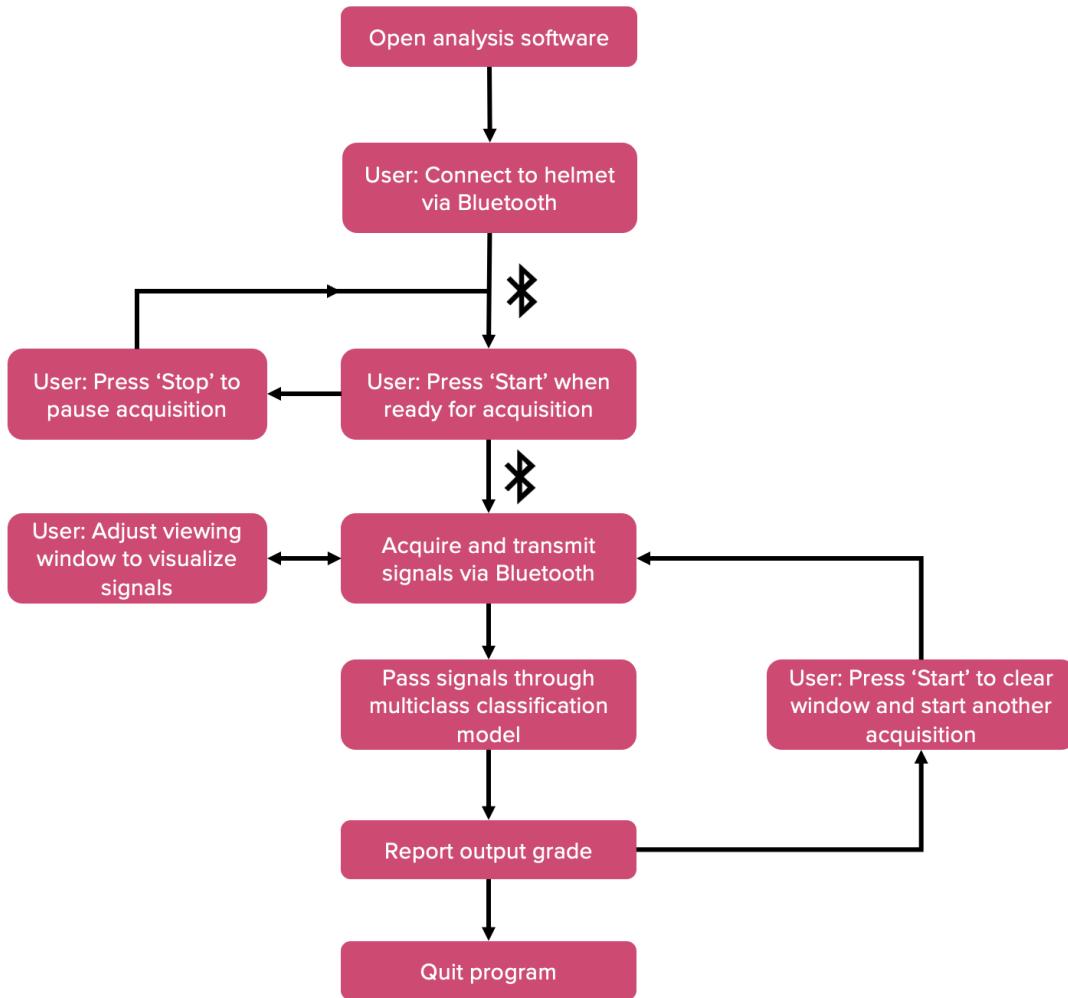 Open analysis software
User: Connect to helmet
via Bluetooth
User: Press ‘Stop’ to
pause acquisition
User: Press ‘Start’ when
ready for acquisition
User: Adjust viewing
window to visualize
signals
Acquire and transmit
signals via Bluetooth
Pass signals through
multiclass classification
model
User: Press ‘Start’ to clear
window and start another
acquisition
Report output grade
Quit program